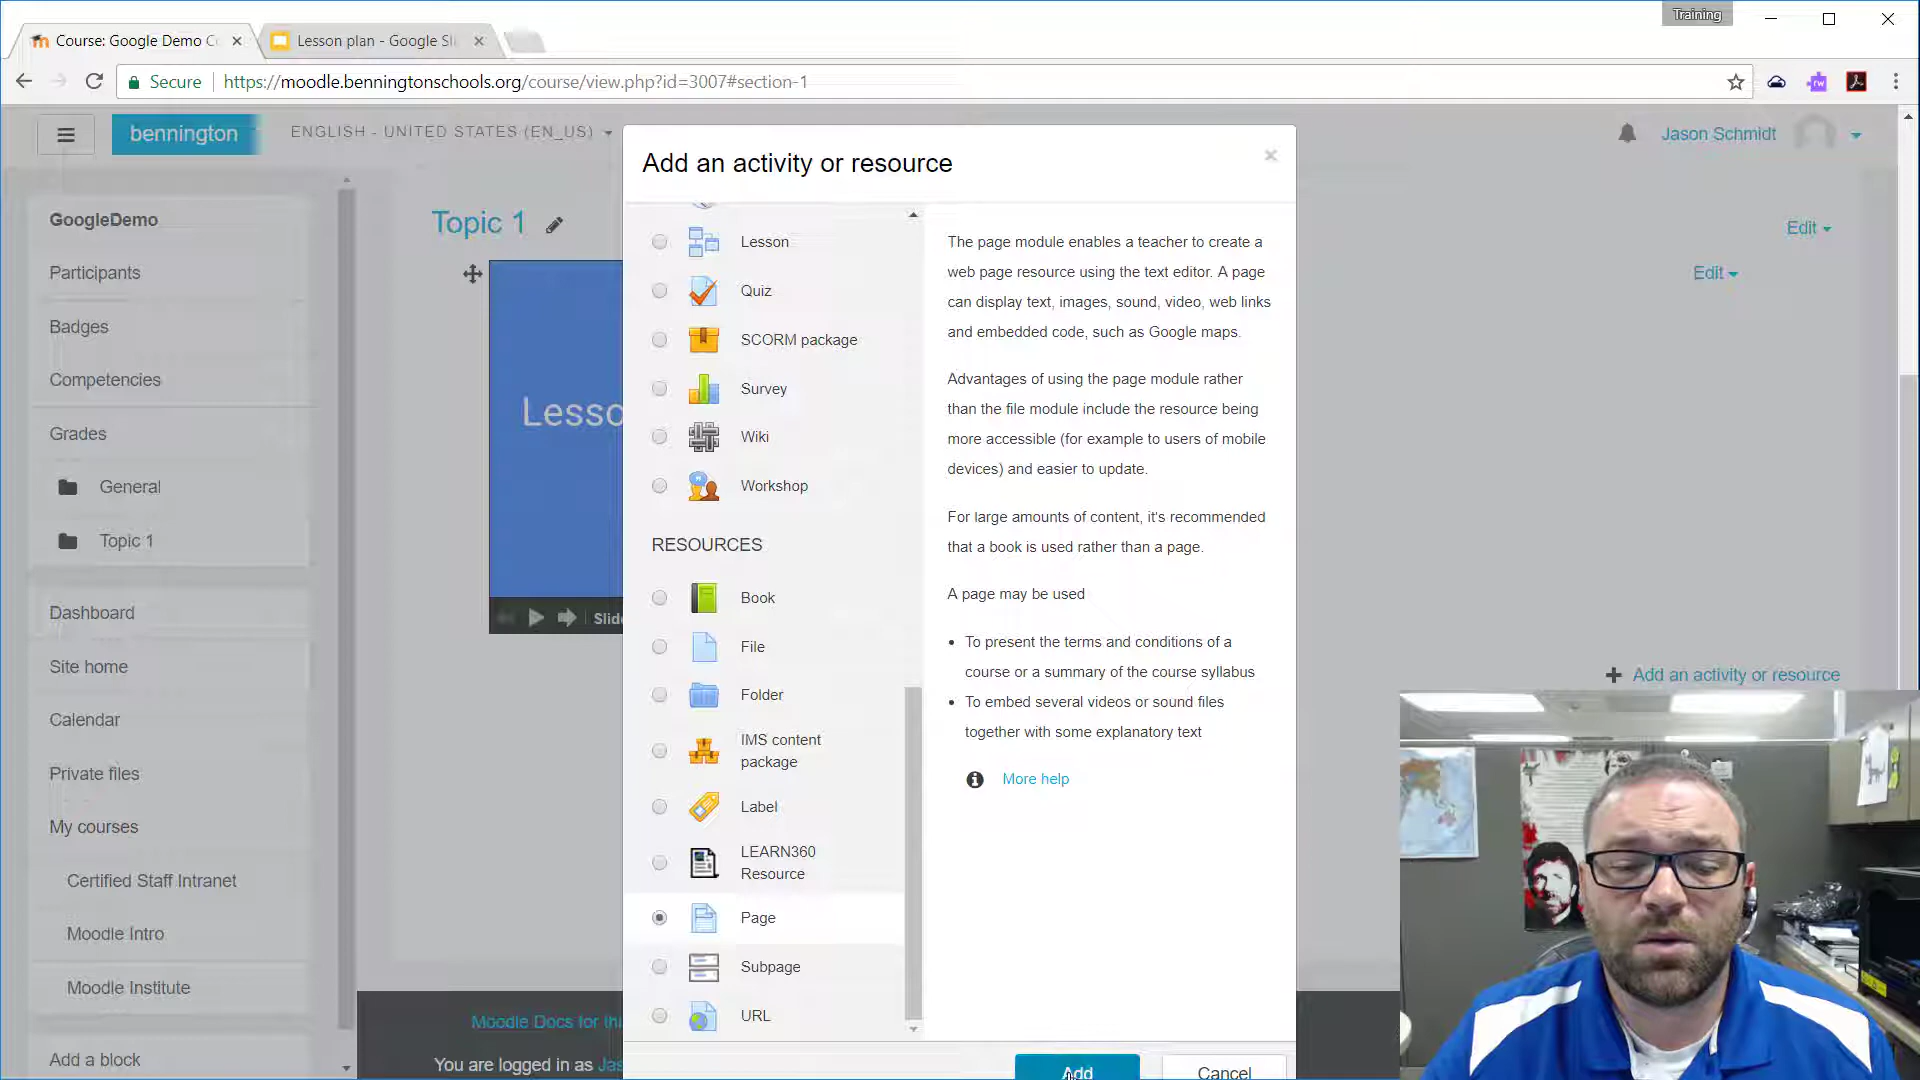 Training
Course: Google Demo C
Lesson plan - Google Sli
Secure
https://moodle.benningtonschools.org/course/view.php?id=3007#section-1
bennington
ENGLISH - UNITED STATES (EN_US)
Jason Schmidt
GoogleDemo
Participants
Badges
Competencies
Grades
General
Topic 1
Dashboard
Site home
Calendar
Private files
My courses
Certified Staff Intranet
Moodle Intro
Moodle Institute
Add a block
Topic 1
Edit
Edit
Lesso
Slide
Add an activity or resource
Moodle Docs for thi
You are logged in as Jas
Add an activity or resource
Lesson
Quiz
SCORM package
Survey
Wiki
Workshop
RESOURCES
Book
File
Folder
IMS content
package
Label
LEARN360
Resource
Page
Subpage
URL
The page module enables a teacher to create a
web page resource using the text editor. A page
can display text, images, sound, video, web links
and embedded code, such as Google maps.
Advantages of using the page module rather
than the file module include the resource being
more accessible (for example to users of mobile
devices) and easier to update.
For large amounts of content, it's recommended
that a book is used rather than a page.
A page may be used
To present the terms and conditions of a
course or a summary of the course syllabus
To embed several videos or sound files
together with some explanatory text
More help
Add
Cancel